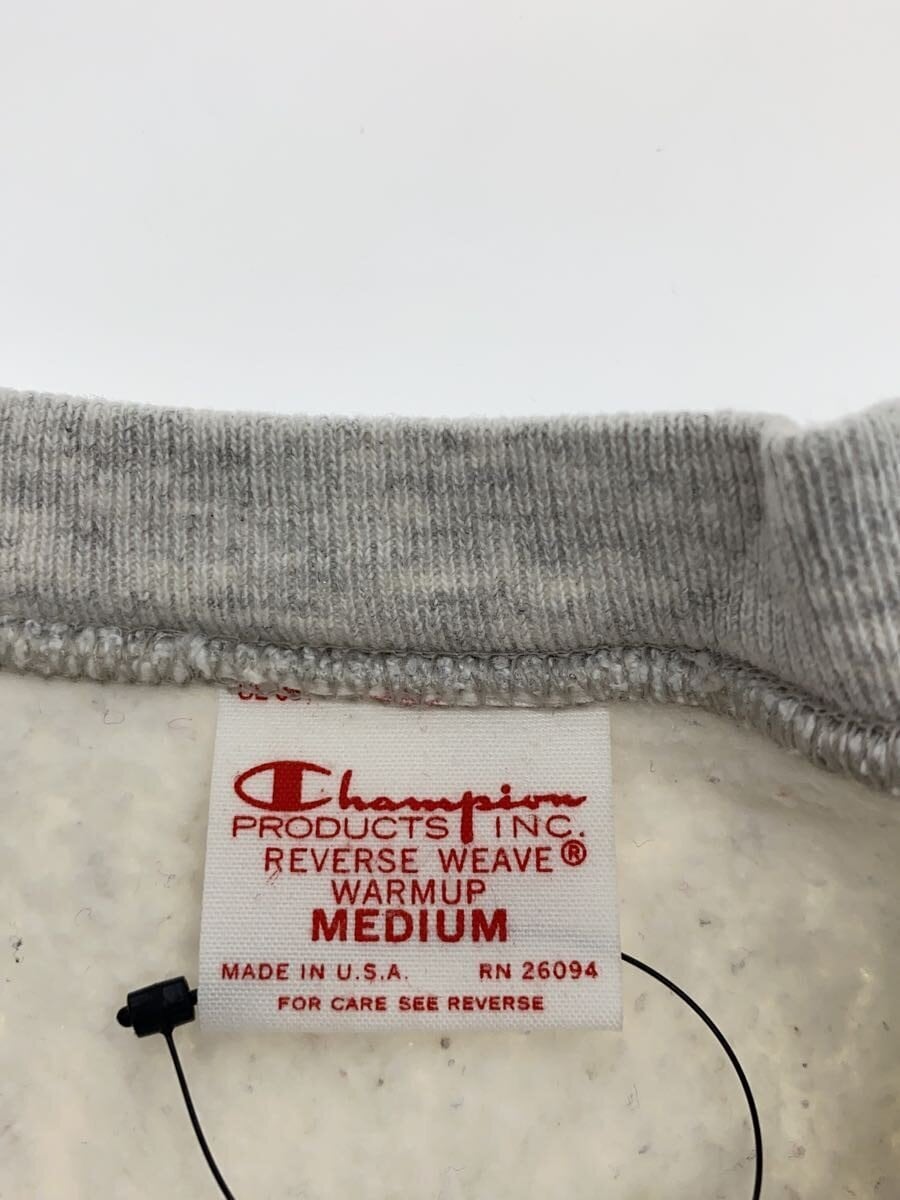 Champion
PRODUCTS INC.
REVERSE WEAVE®
WARMUP
MEDIUM
MADE IN U.S.A. RN 26094
FOR CARE SEE REVERSE